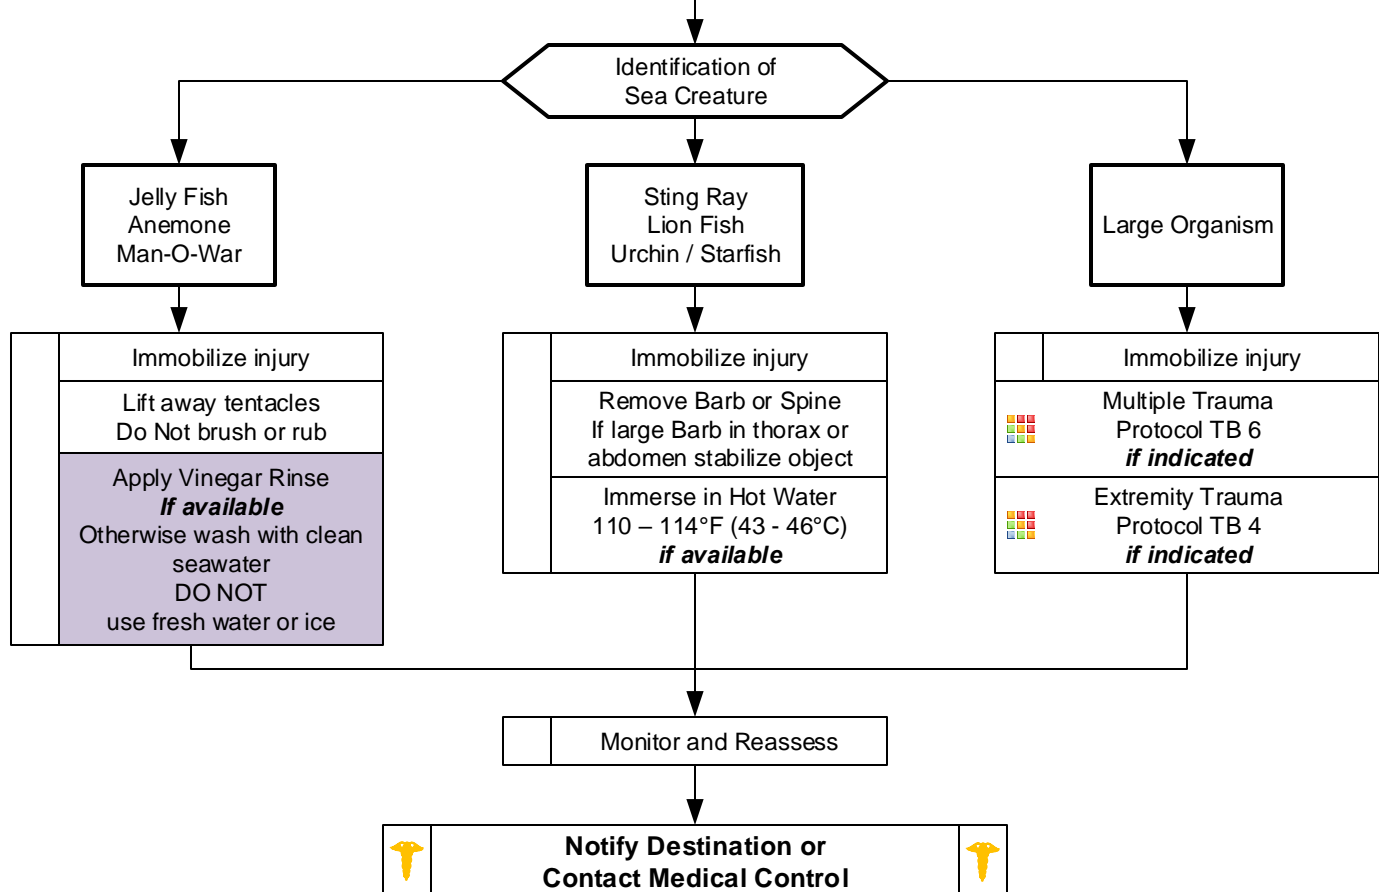 Identification of
Sea Creature
Jelly Fish
Anemone
Man-O-War
Sting Ray
Lion Fish
Urchin / Starfish
Large Organism
Immobilize injury
Lift away tentacles
Do Not brush or rub
Apply Vinegar Rinse
If available
Otherwise wash with clean
seawater
DO NOT
use fresh water or ice
Immobilize injury
Remove Barb or Spine
If large Barb in thorax or
abdomen stabilize object
Immerse in Hot Water
110 – 114°F (43 - 46°C)
if available
Immobilize injury
Multiple Trauma
Protocol TB 6
if indicated
Extremity Trauma
Protocol TB 4
if indicated
Monitor and Reassess
Notify Destination or
Contact Medical Control